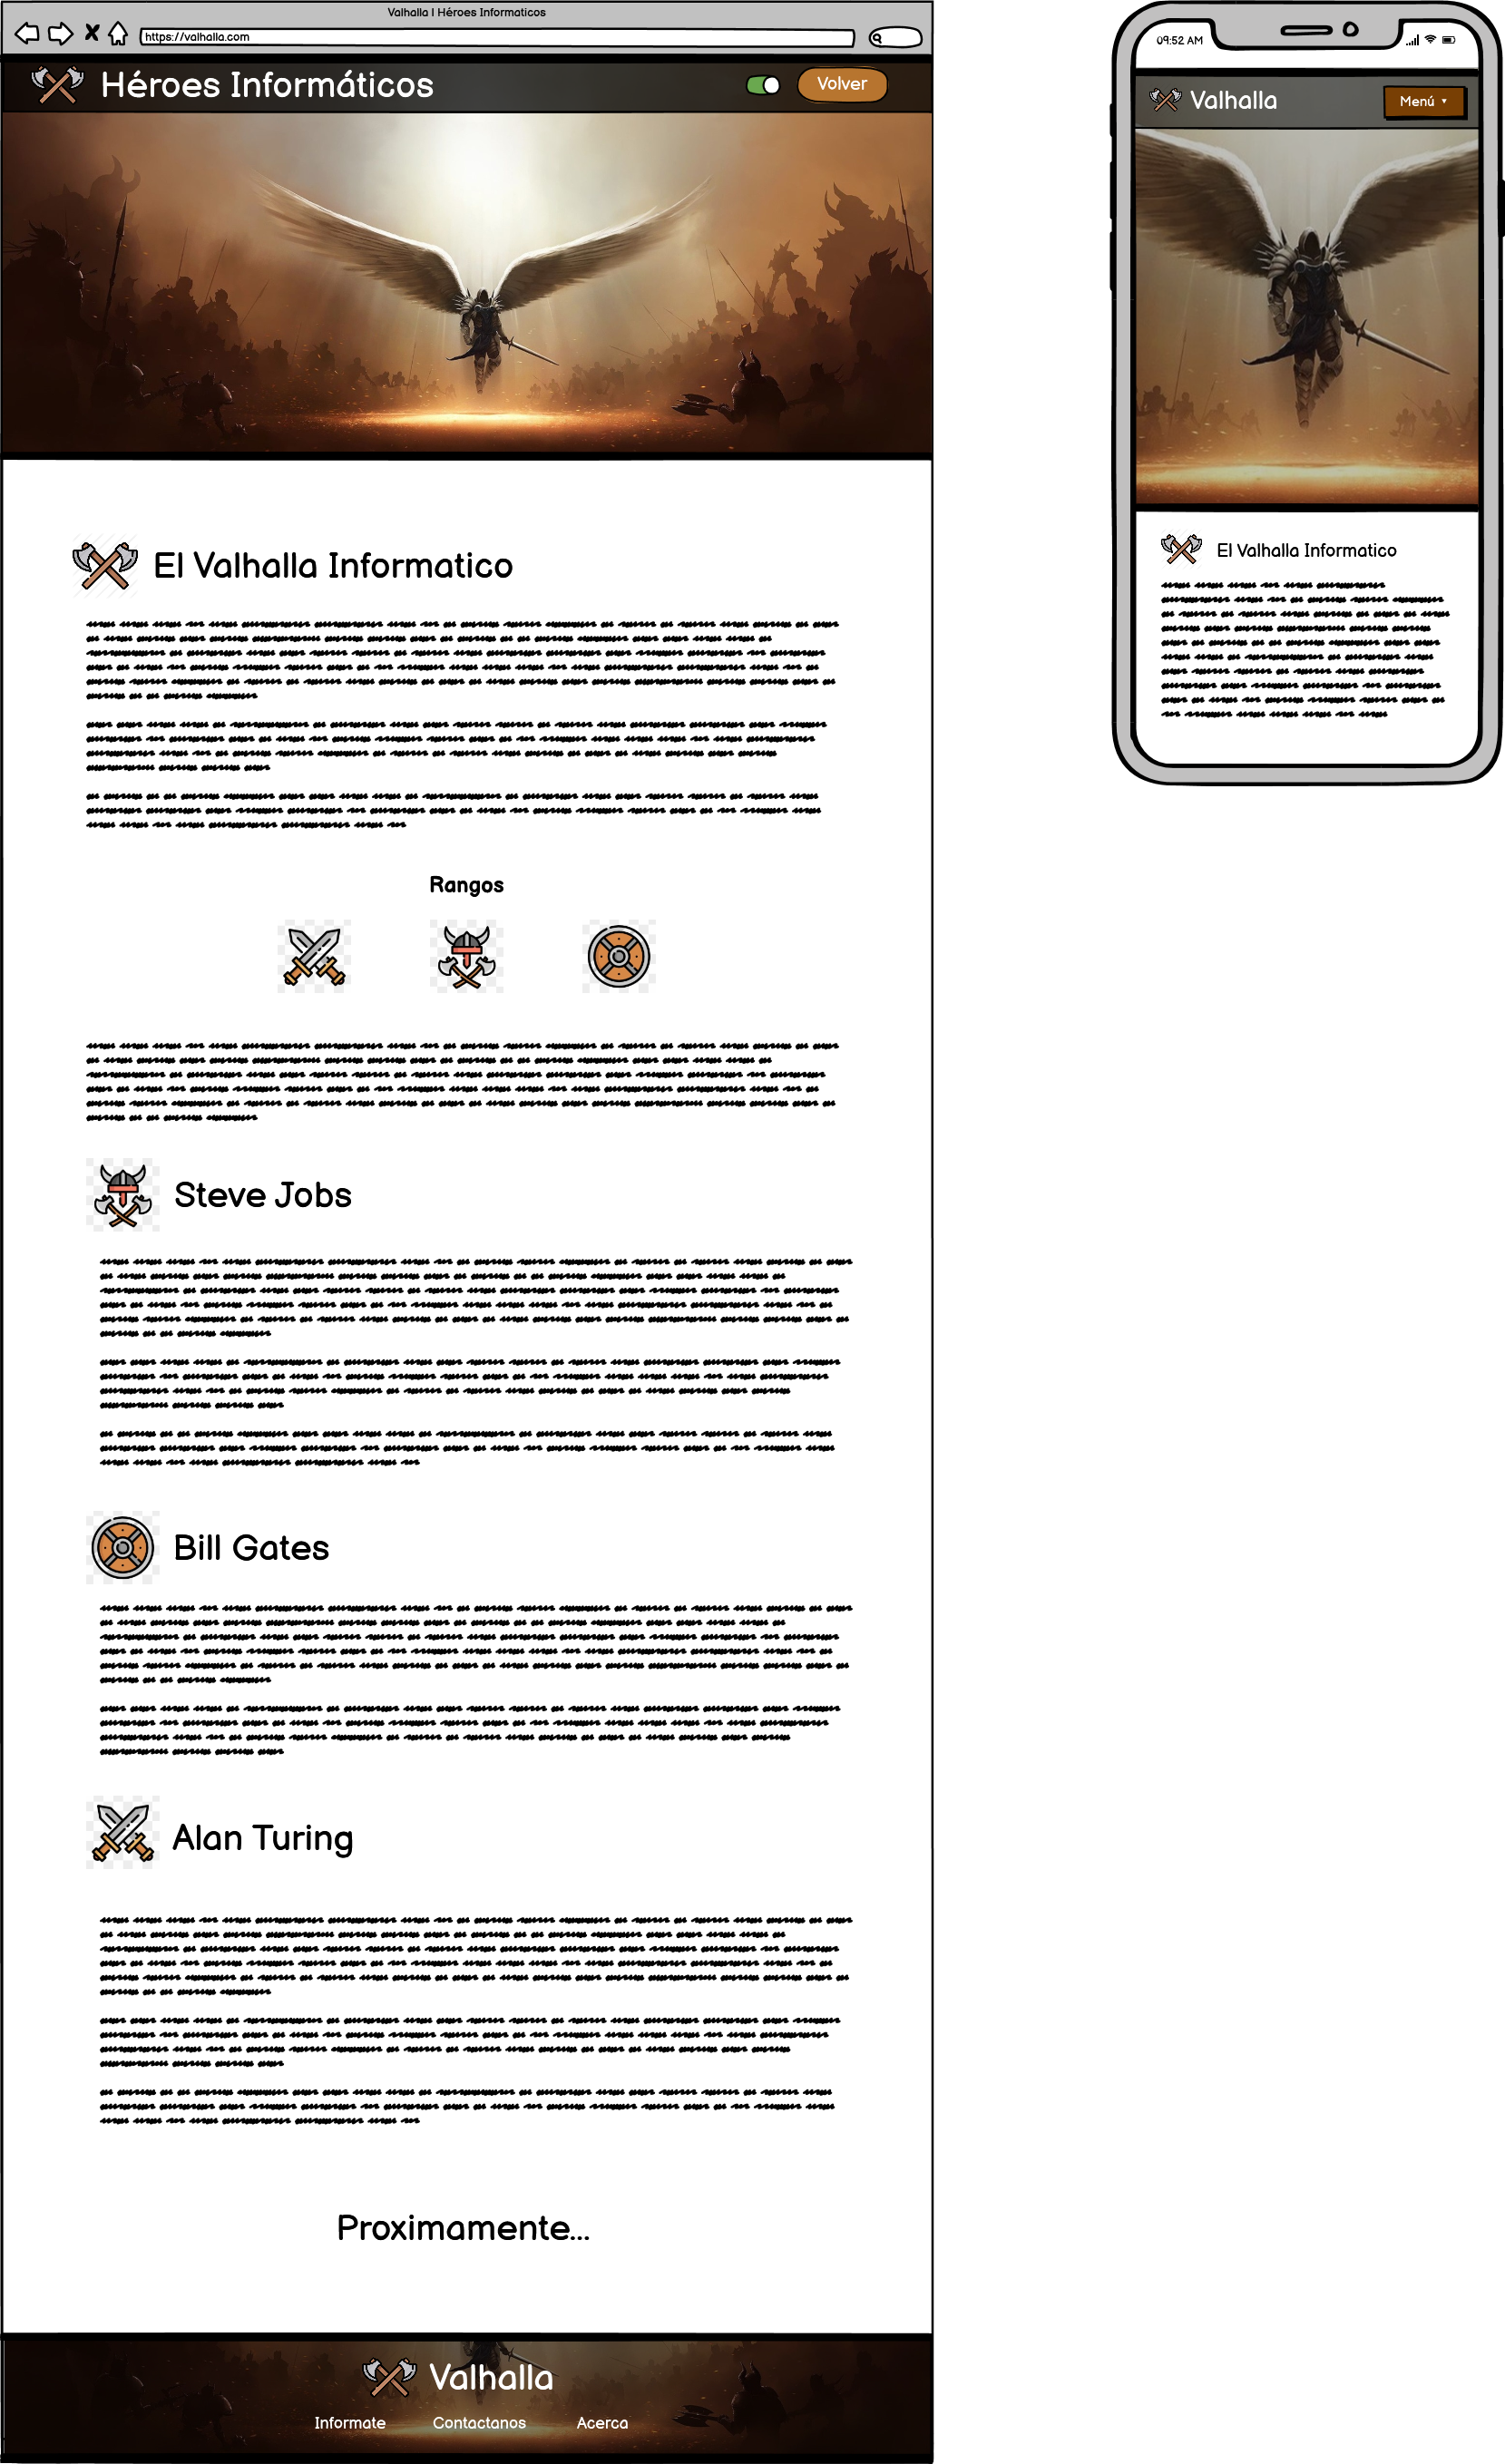 Valhalla | Héroes Informaticos
https://valhalla.com
Héroes Informáticos
Volver
El Valhalla Informatico
Rangos
Steve Jobs
Bill Gates
Alan Turing
Proximamente...
Valhalla
Informate Contactanos Acerca
09:52 AM
Valhalla
Menú
El Valhalla Informatico